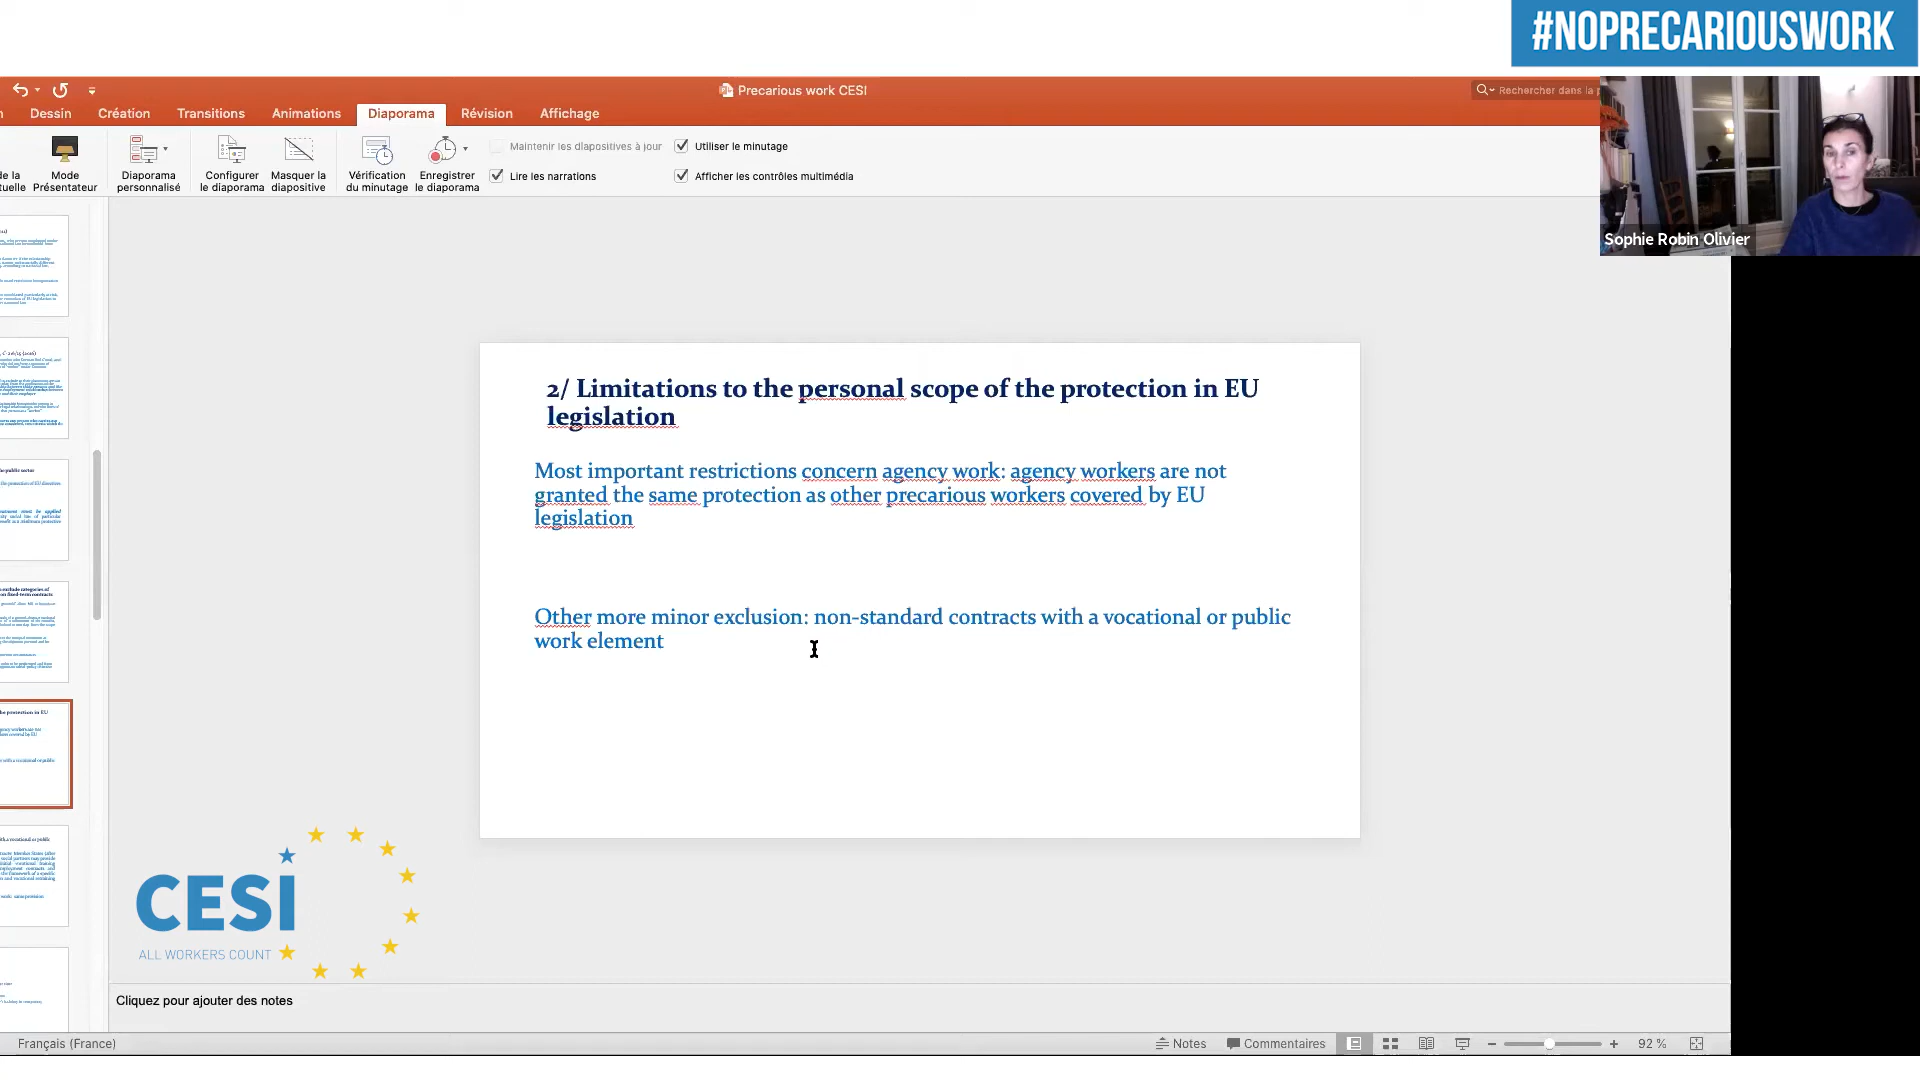 #NOPRECARIOUSWORK
Precarious work CESI
Rechercher dans la p
Dessin Création Transitions Animations Diaporama Révision Affichage
Maintenir les diapositives à jour
Utiliser le minutage
de la
tuelle
Mode
Présentateur
Diaporama
personnalisé
Configurer
le diaporama
Masquer la
diapositive
Vérification
du minutage
Enregistrer
le diaporama
Lire les narrations
Afficher les contrôles multimédia
Sophie Robin Olivier
2/ Limitations to the personal scope of the protection in EU
legislation
Most important restrictions concern agency work: agency workers are not
granted the same protection as other precarious workers covered by EU
legislation
Other more minor exclusion: non-standard contracts with a vocational or public
work element
CESI
ALL WORKERS COUNT
Cliquez pour ajouter des notes
Français (France)
Notes
Commentaires
92 %